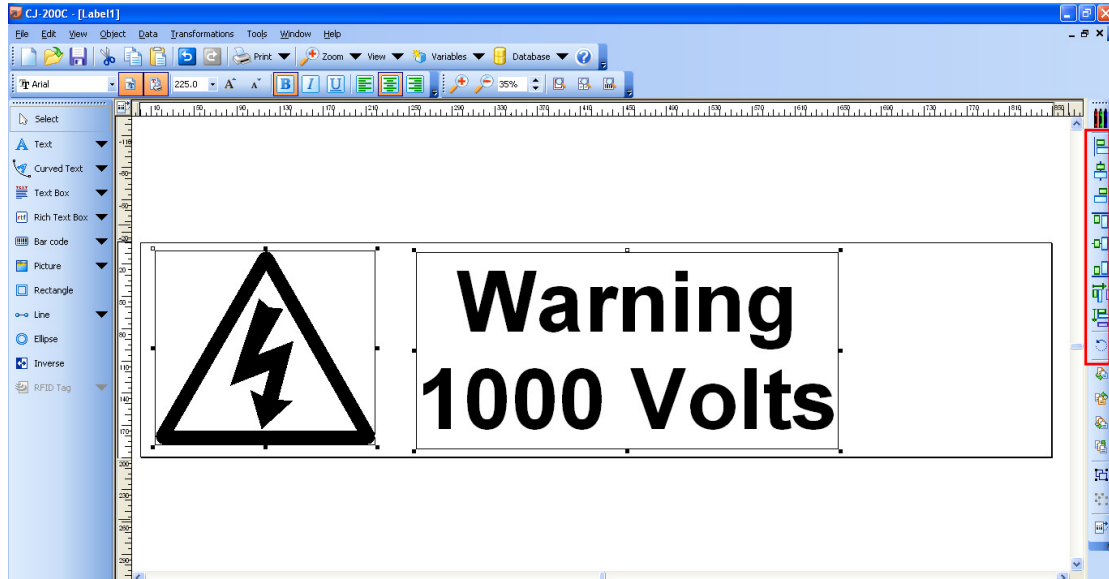 CJ-200C - [Label1]
File Edit View Object Data Transformations Tools Window Help
Print Zoom View Variables Database
Arial 225.0 A A B I U 35%
Select
Text
Curved Text
Text Box
Rich Text Box
Bar code
Picture
Rectangle
Line
Ellipse
Inverse
RFID Tag
Warning
1000 Volts